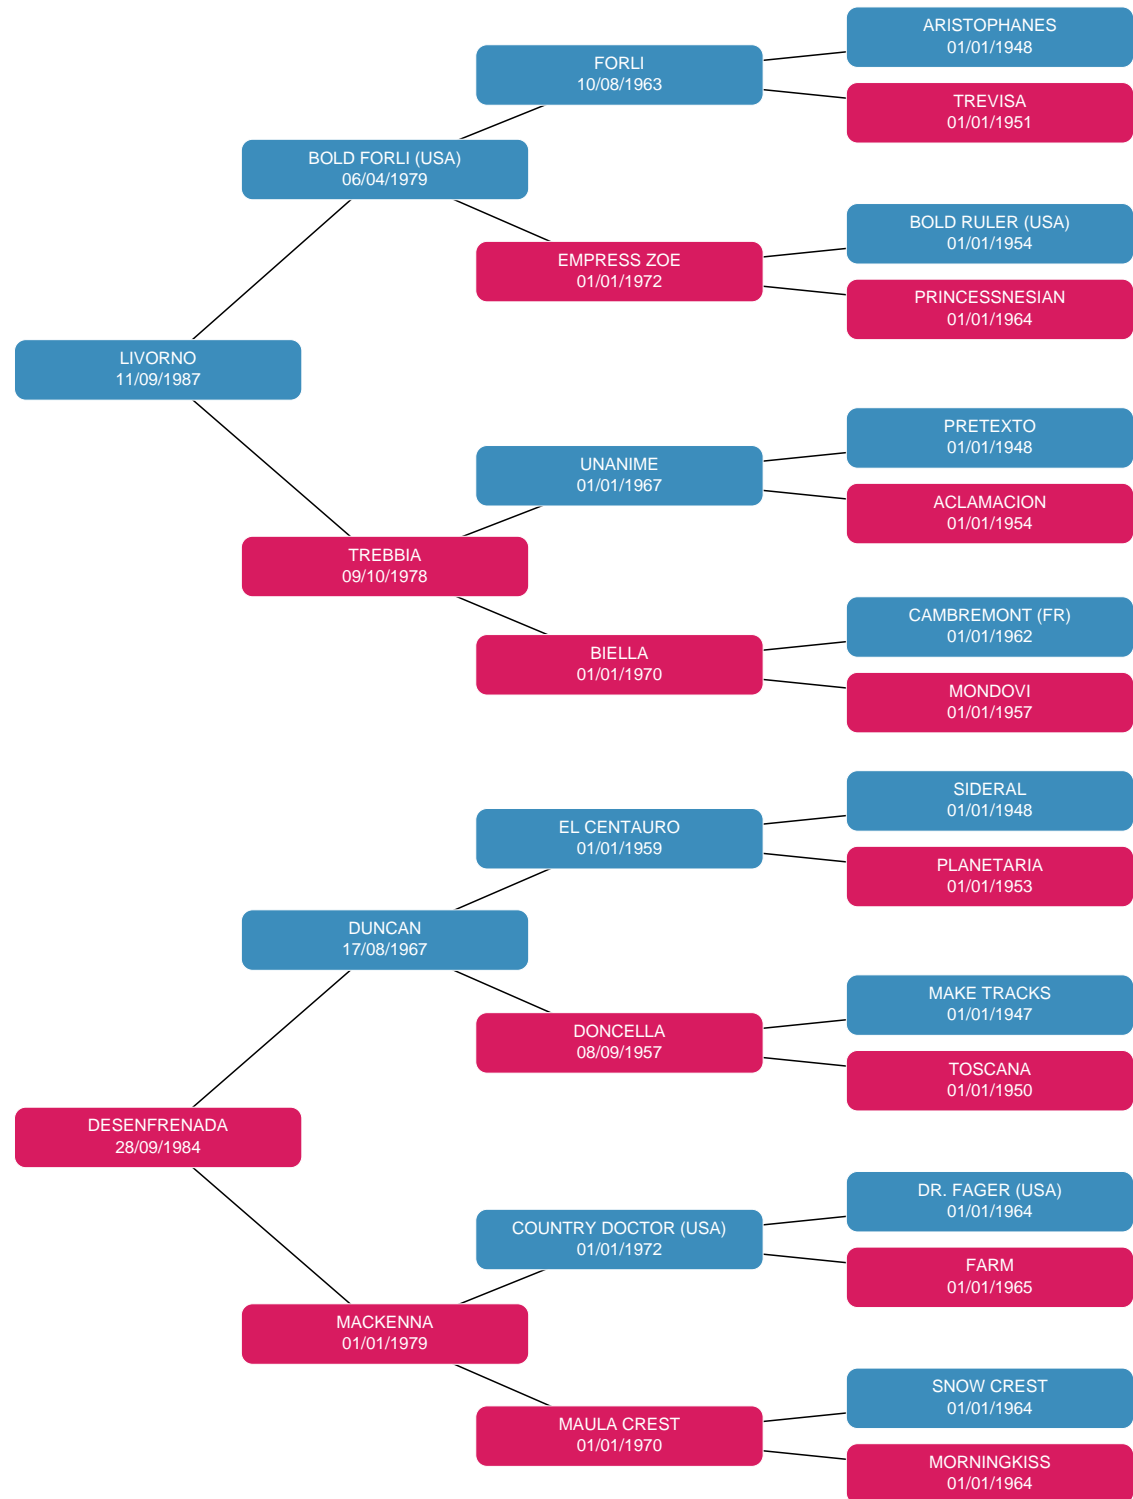 ARISTOPHANES
01/01/1948
FORLI
10/08/1963
TREVISA
01/01/1951
BOLD FORLI (USA)
06/04/1979
BOLD RULER (USA)
01/01/1954
EMPRESS ZOE
01/01/1972
PRINCESSNESIAN
01/01/1964
LIVORNO
11/09/1987
PRETEXTO
01/01/1948
UNANIME
01/01/1967
ACLAMACION
01/01/1954
TREBBIA
09/10/1978
CAMBREMONT (FR)
01/01/1962
BIELLA
01/01/1970
MONDOVI
01/01/1957
SIDERAL
01/01/1948
EL CENTAURO
01/01/1959
PLANETARIA
01/01/1953
DUNCAN
17/08/1967
MAKE TRACKS
01/01/1947
DONCELLA
08/09/1957
TOSCANA
01/01/1950
DESENFRENADA
28/09/1984
DR. FAGER (USA)
01/01/1964
COUNTRY DOCTOR (USA)
01/01/1972
FARM
01/01/1965
MACKENNA
01/01/1979
SNOW CREST
01/01/1964
MAULA CREST
01/01/1970
MORNINGKISS
01/01/1964